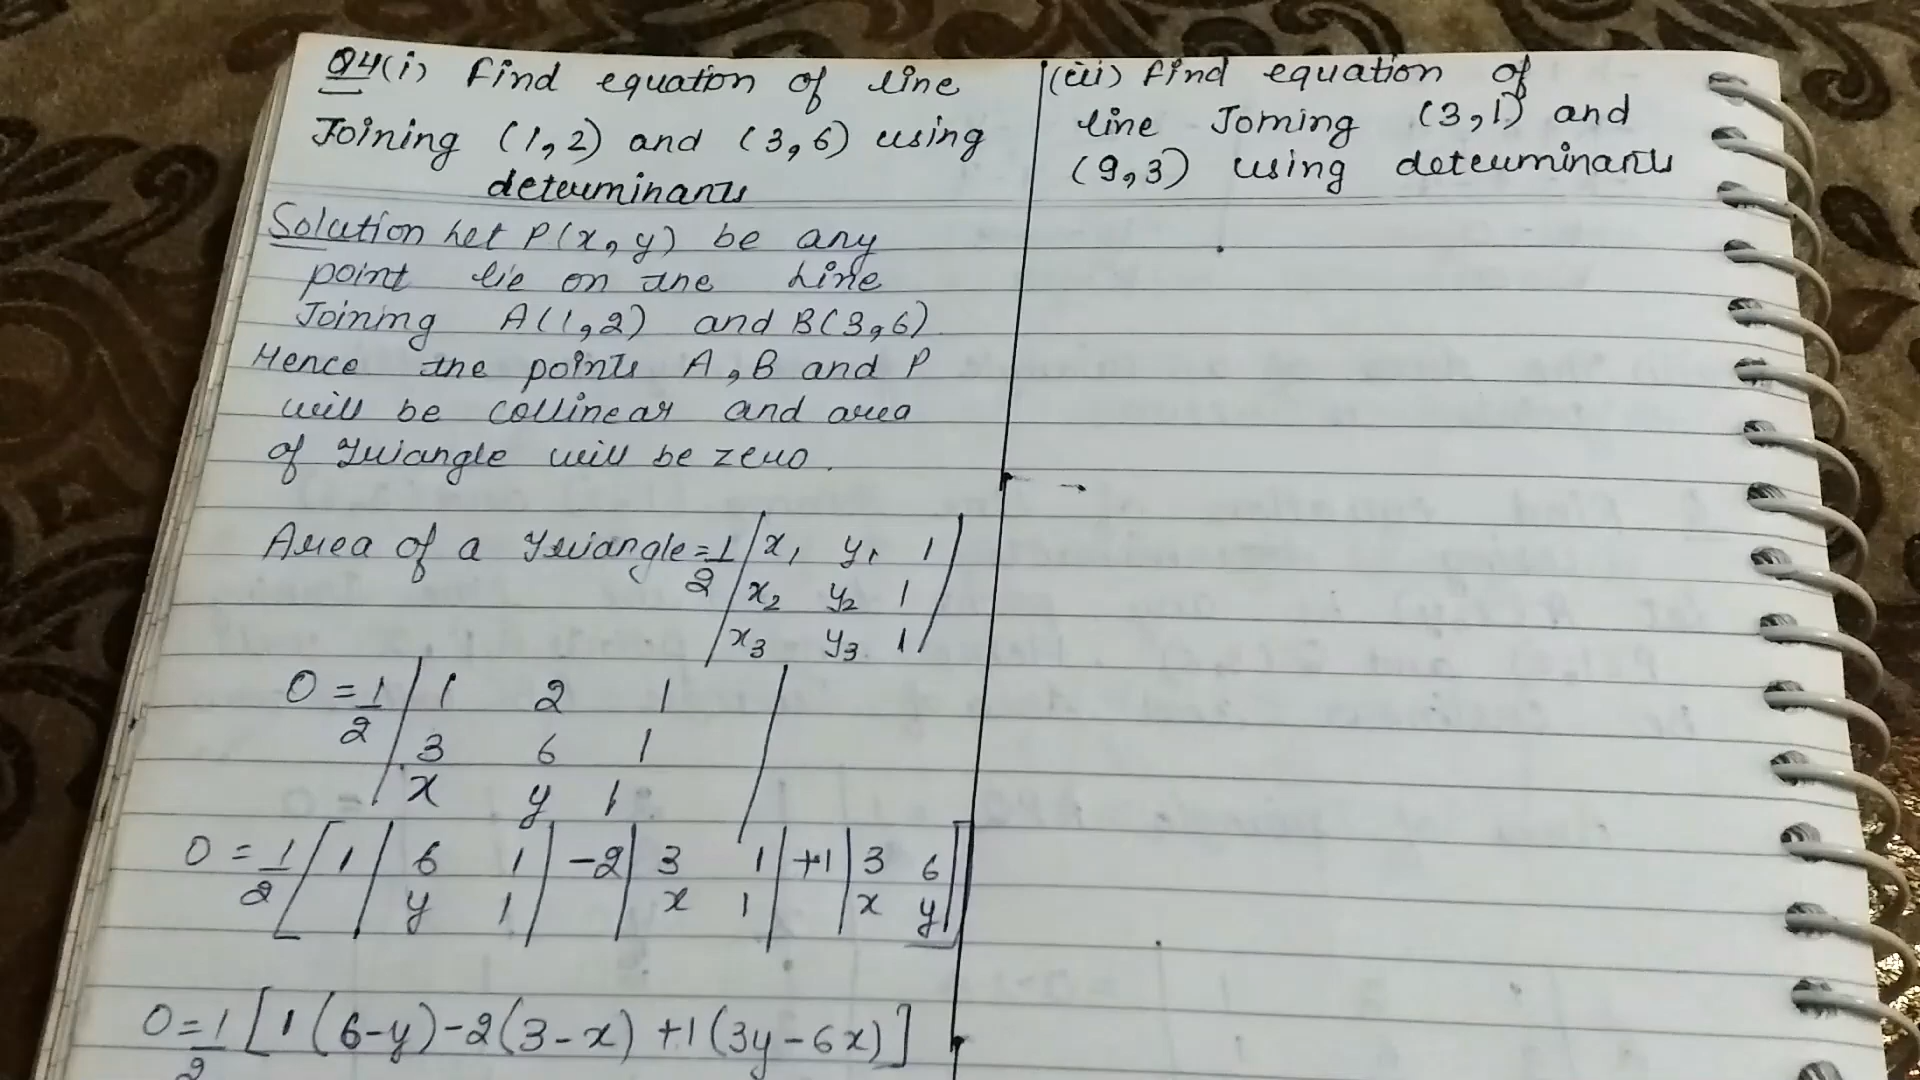 Q4(i) Find equation of line
Joining (1,2) and (3,6) using
determinants
Solution Let P(x,y) be any
point lie on the Line
Joining A(1,2) and B(3,6)
Hence the points A,B and P
will be collinear and area
of Triangle will be zero.
Area of a Triangle = 1/2 | x₁ y₁ 1 |
| x₂ y₂ 1 |
| x₃ y₃ 1 |
0 = 1/2 | 1 2 1 |
| 3 6 1 |
| x y 1 |
0 = 1/2 [ 1 | 6 1 | -2 | 3 1 | +1 | 3 6 | ]
| y 1 | | x 1 | | x y |
0 = 1/2 [ 1 (6-y) -2(3-x) +1(3y-6x) ]
(ii) Find equation of
line Joining (3,1) and
(9,3) using determinants